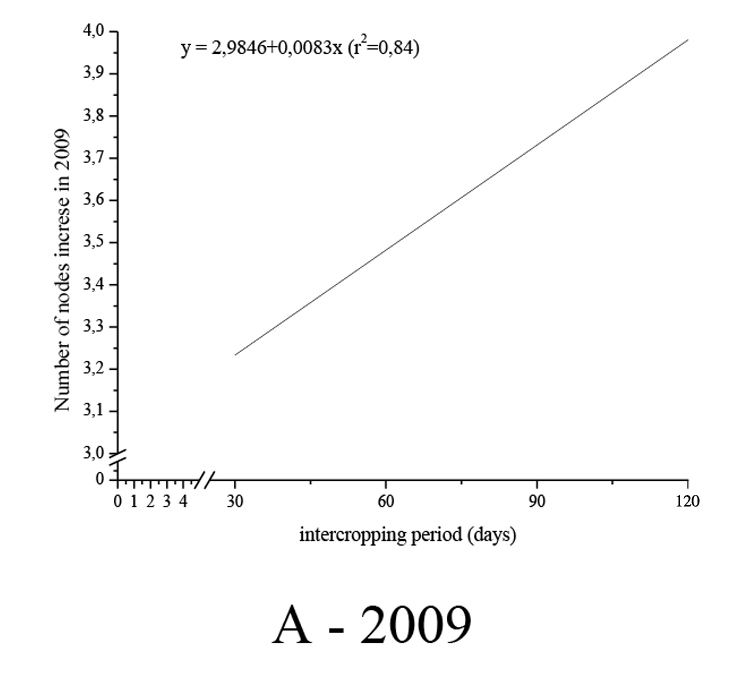 4,0
y = 2,9846+0,0083x (r²=0,84)
3,9
3,8
3,7
3,6
3,5
3,4
3,3
3,2
3,1
3,0
0
Number of nodes increse in 2009
0 1 2 3 4 30 60 90 120
intercropping period (days)
A - 2009